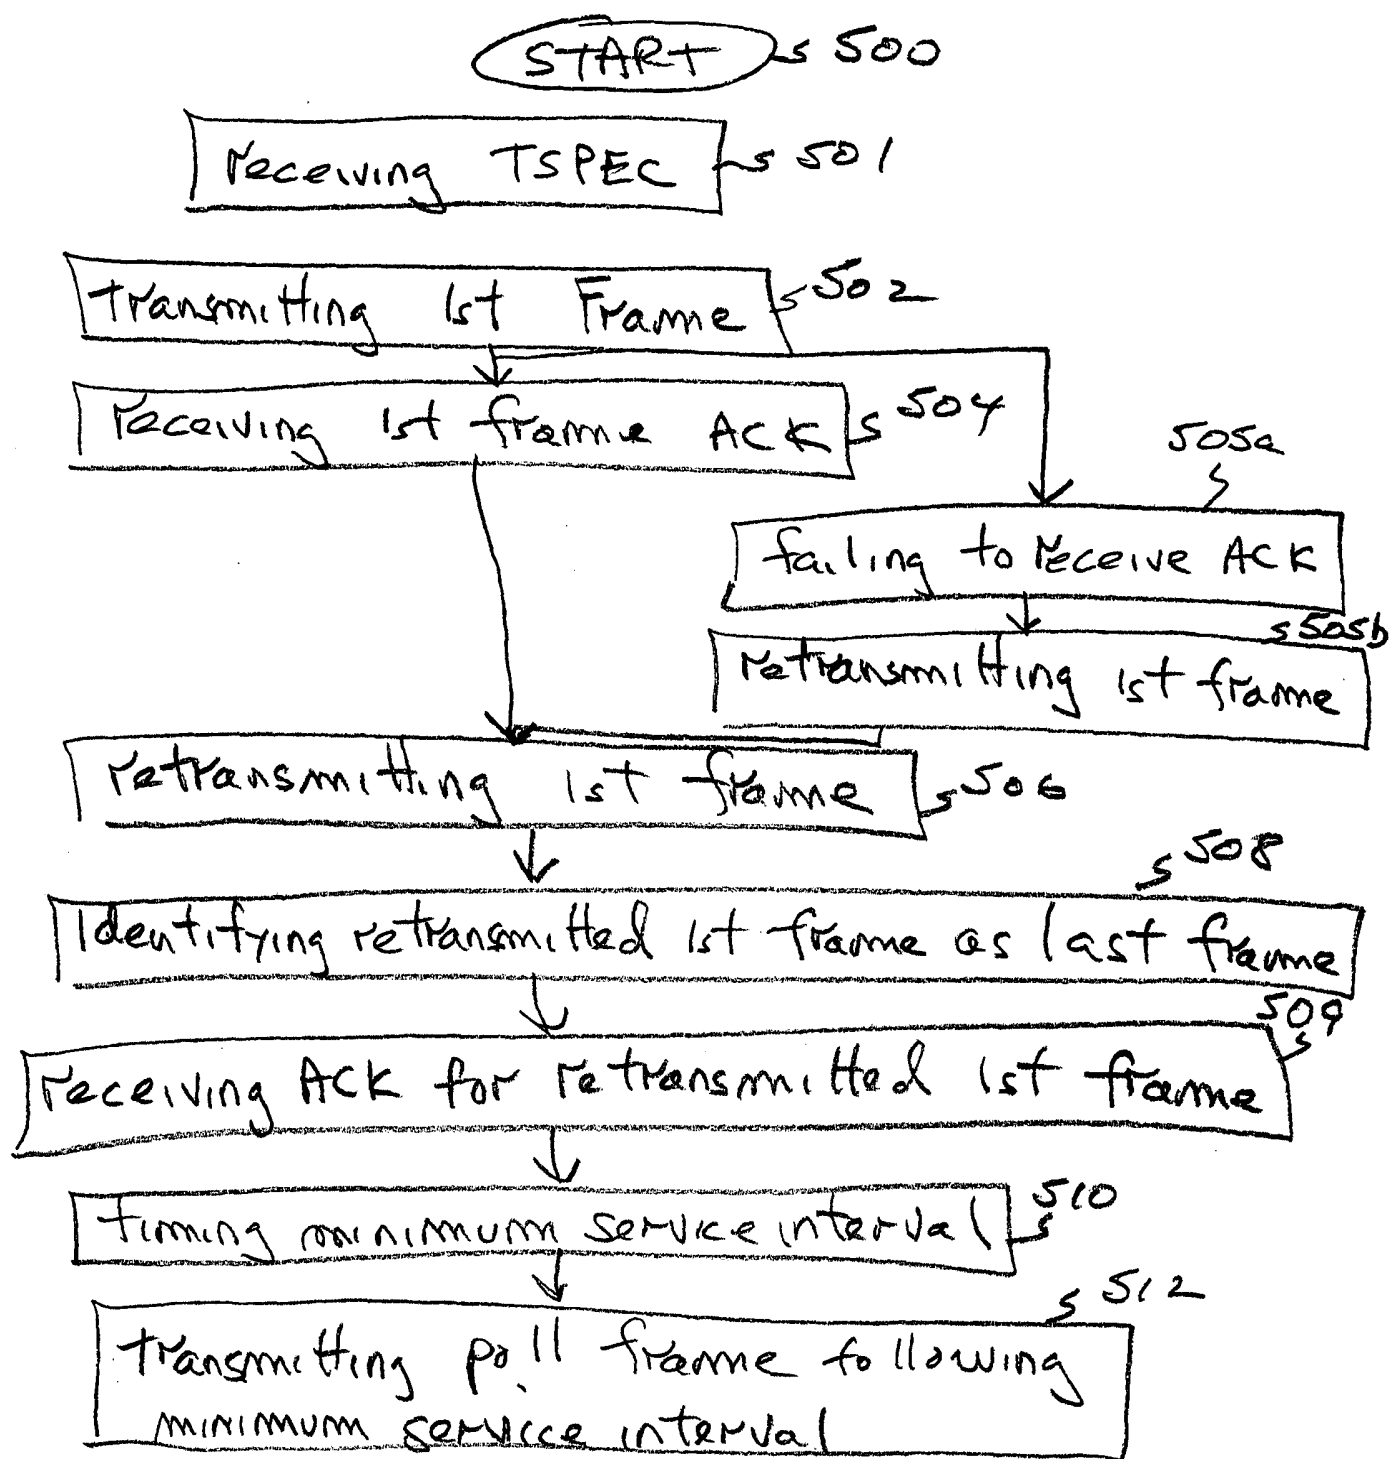 START 500
receiving TSPEC 501
transmitting 1st Frame 502
receiving 1st frame ACK 504
505a
failing to receive ACK
505b
retransmitting 1st frame
retransmitting 1st frame 506
508
Identifying retransmitted 1st frame as last frame
509
receiving ACK for retransmitted 1st frame
timing minimum service interval 510
512
transmitting poll frame following
minimum service interval